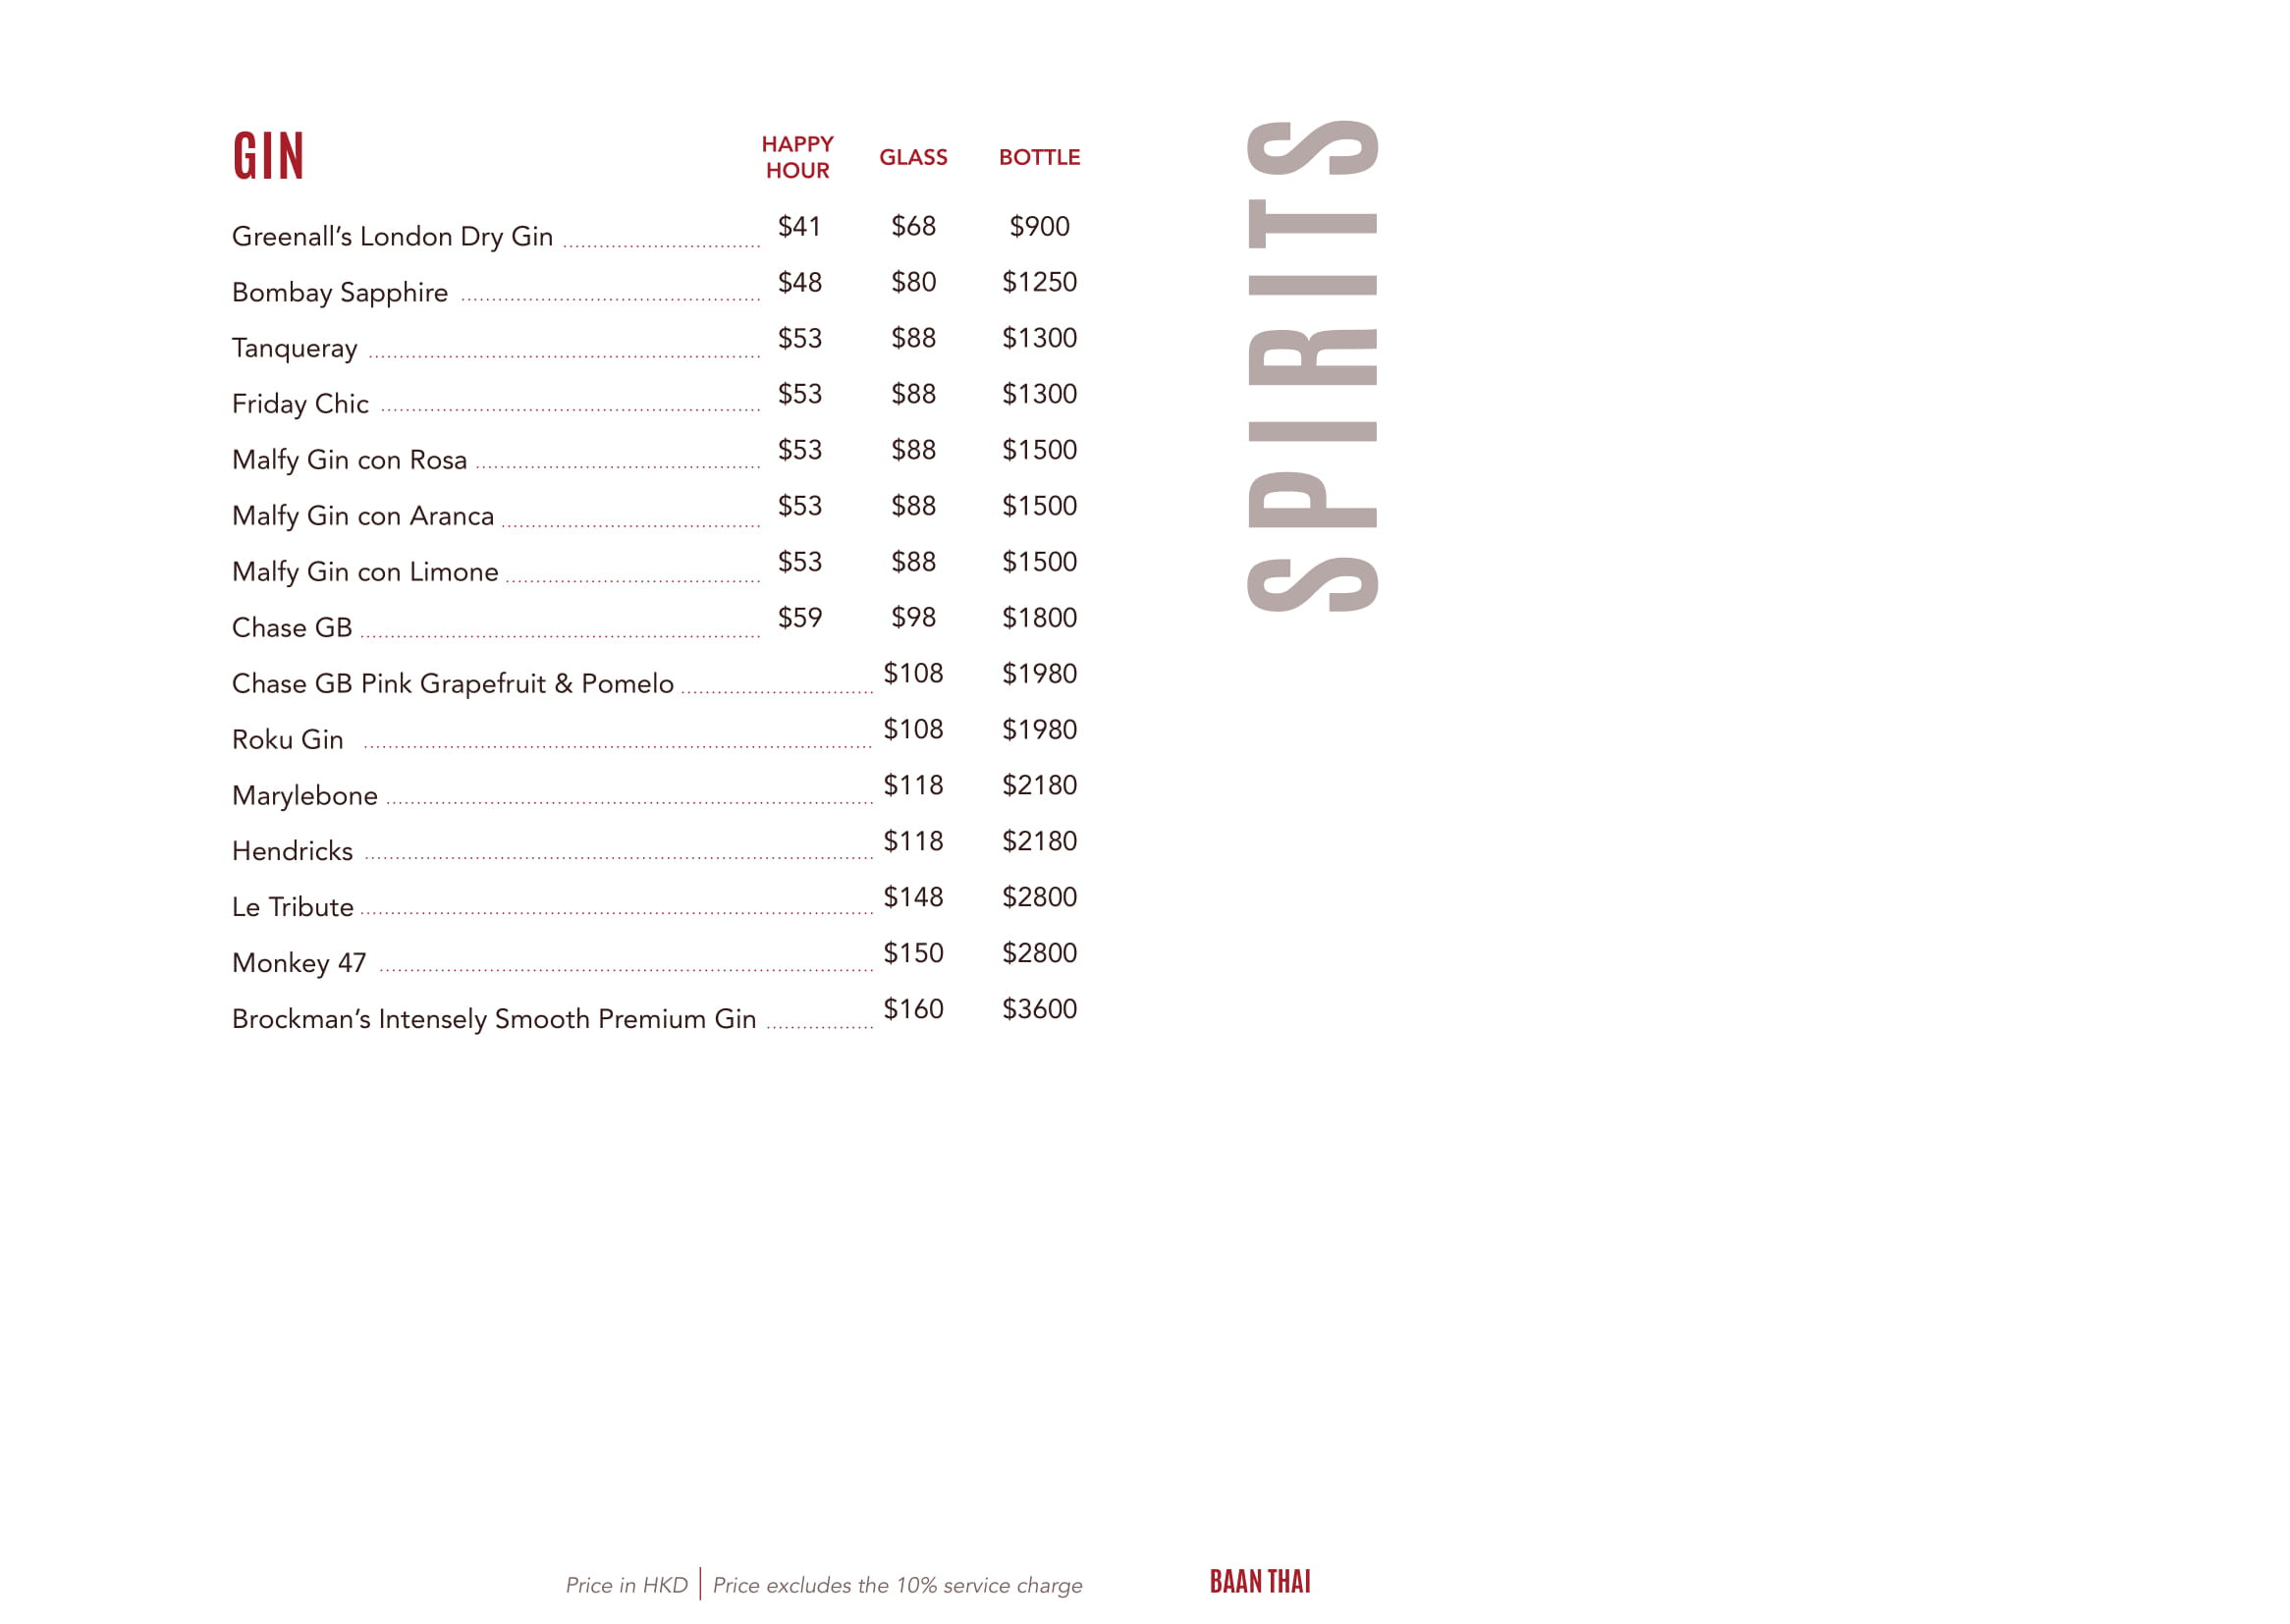 GIN HAPPY HOUR GLASS BOTTLE
Greenall‘s London Dry Gin $41 $68 $900
Bombay Sapphire $48 $80 $1250
Tanqueray $53 $88 $1300
Friday Chic $53 $88 $1300
Malfy Gin con Rosa $53 $88 $1500
Malfy Gin con Aranca $53 $88 $1500
Malfy Gin con Limone $53 $88 $1500
Chase GB $59 $98 $1800
Chase GB Pink Grapefruit & Pomelo $108 $1980
Roku Gin $108 $1980
Marylebone $118 $2180
Hendricks $118 $2180
Le Tribute $148 $2800
Monkey 47 $150 $2800
Brockman‘s Intensely Smooth Premium Gin $160 $3600
SPIRITS
Price in HKD | Price excludes the 10% service charge
BAAN THAI